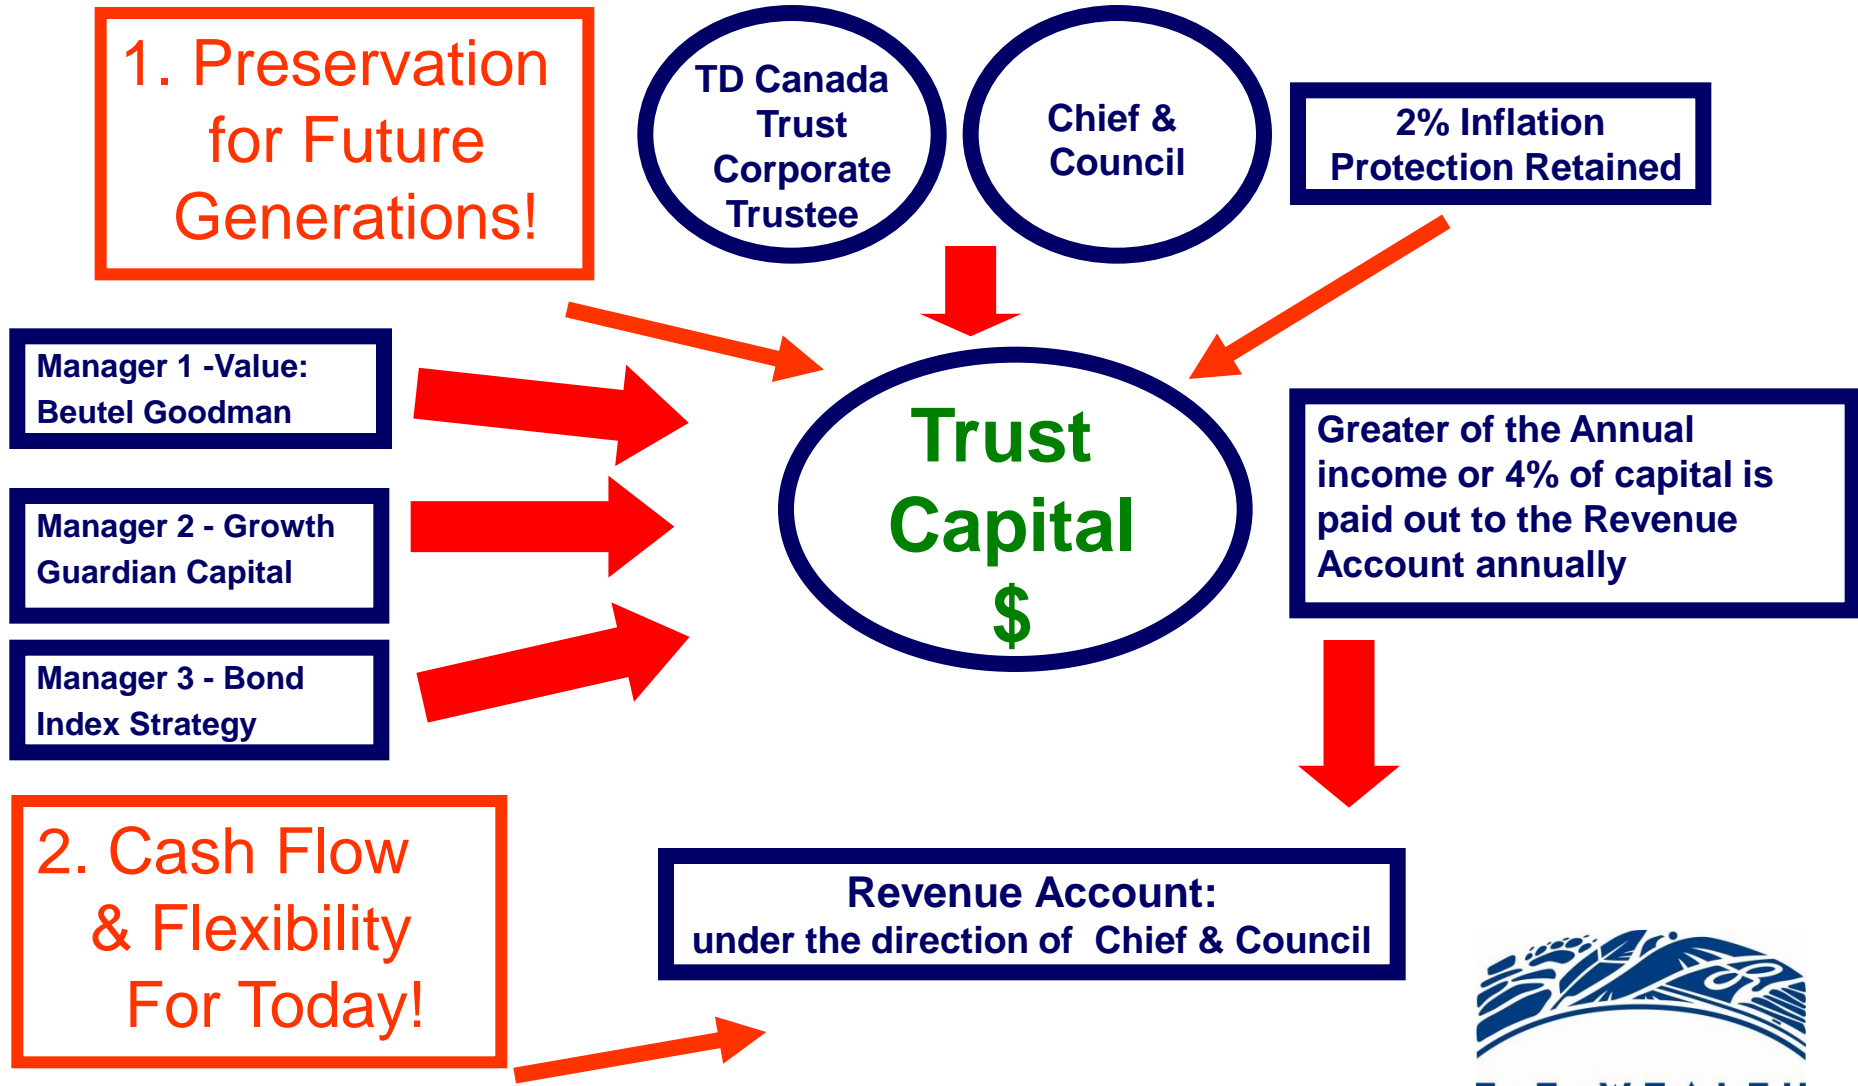 1. Preservation
for Future
Generations!
TD Canada
Trust
Corporate
Trustee
Chief &
Council
2% Inflation
Protection Retained
Manager 1 -Value:
Beutel Goodman
Manager 2 - Growth
Guardian Capital
Manager 3 - Bond
Index Strategy
Trust
Capital
$
Greater of the Annual
income or 4% of capital is
paid out to the Revenue
Account annually
2. Cash Flow
& Flexibility
For Today!
Revenue Account:
under the direction of  Chief & Council